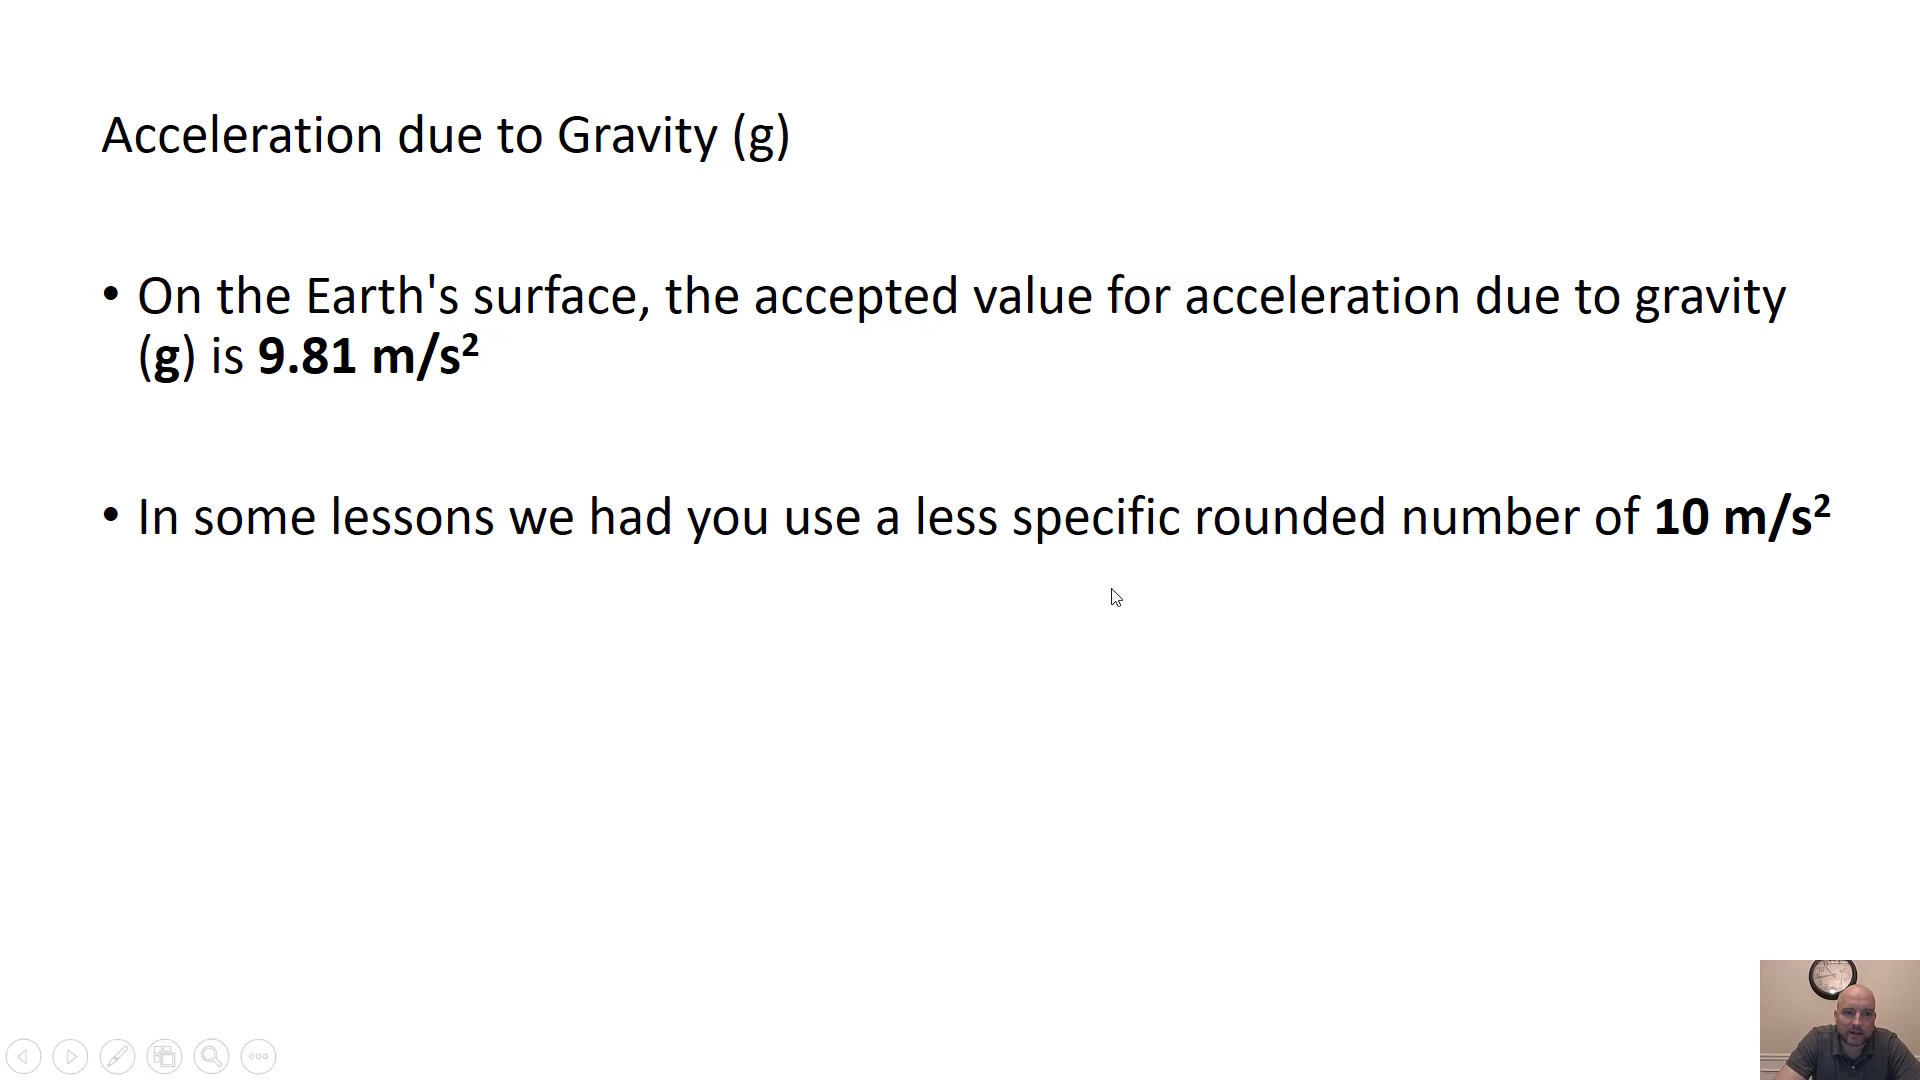 Acceleration due to Gravity (g)
• On the Earth's surface, the accepted value for acceleration due to gravity
(g) is 9.81 m/s²
• In some lessons we had you use a less specific rounded number of 10 m/s²